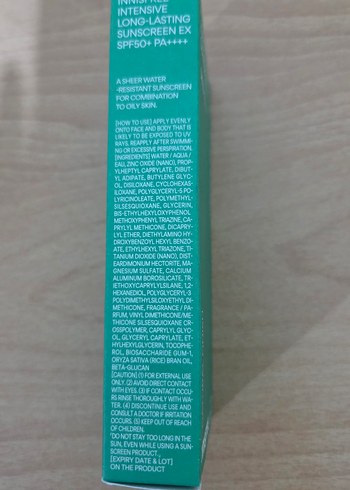 INNISFREE
INTENSIVE
LONG-LASTING
SUNSCREEN EX
SPF50+ PA++++
A SHEER WATER
-RESISTANT SUNSCREEN
FOR COMBINATION
TO OILY SKIN.
[HOW TO USE] APPLY EVENLY
ONTO FACE AND BODY THAT IS
LIKELY TO BE EXPOSED TO UV
RAYS. REAPPLY AFTER SWIMMI-
NG OR EXCESSIVE PERSPIRATION.
[INGREDIENTS] WATER / AQUA /
EAU, ZINC OXIDE (NANO), PROP-
YLHEPTYL CAPRYLATE, DIBUT-
YL ADIPATE, BUTYLENE GLYC-
OL, DISILOXANE, CYCLOHEXAS-
ILOXANE, POLYGLYCERYL-3 PO-
LYRICINOLEATE, POLYMETHYL-
SILSESQUIOXANE, GLYCERIN,
BIS-ETHYLHEXYLOXYPHENOL
METHOXYPHENYL TRIAZINE, CA-
PRYLYL METHICONE, DICAPRY-
LYL ETHER, DIETHYLAMINO HY-
DROXYBENZOYL HEXYL BENZO-
ATE, ETHYLHEXYL TRIAZONE, TI-
TANIUM DIOXIDE (NANO), DIST-
EARDIMONIUM HECTORITE, MA-
GNESIUM SULFATE, CALCIUM
ALUMINUM BOROSILICATE, TR-
IETHOXYCAPRYLYLSILANE, 1,2-
HEXANEDIOL, POLYGLYCERYL-3
POLYDIMETHYLSILOXYETHYL DI-
METHICONE, FRAGRANCE / PA-
RFUM, VINYL DIMETHICONE/ME-
THICONE SILSESQUIOXANE CR-
OSSPOLYMER, CAPRYLYL GLYC-
OL, GLYCERYL CAPRYLATE, ET-
HYLHEXYLGLYCERIN, TOCOPHE-
ROL, BIOSACCHARIDE GUM-1,
ORYZA SATIVA (RICE) BRAN OIL,
BETA-GLUCAN
[CAUTION] (1) FOR EXTERNAL USE
ONLY. (2) AVOID DIRECT CONTACT
WITH EYES. (3) IF CONTACT OCCU-
RS RINSE THOROUGHLY WITH WA-
TER. (4) DISCONTINUE USE AND
CONSULT A DOCTOR IF IRRITATION
OCCURS. (5) KEEP OUT OF REACH
OF CHILDREN.
*DO NOT STAY TOO LONG IN THE
SUN, EVEN WHILE USING A SUN-
SCREEN PRODUCT.
[EXPIRY DATE & LOT]
ON THE PRODUCT